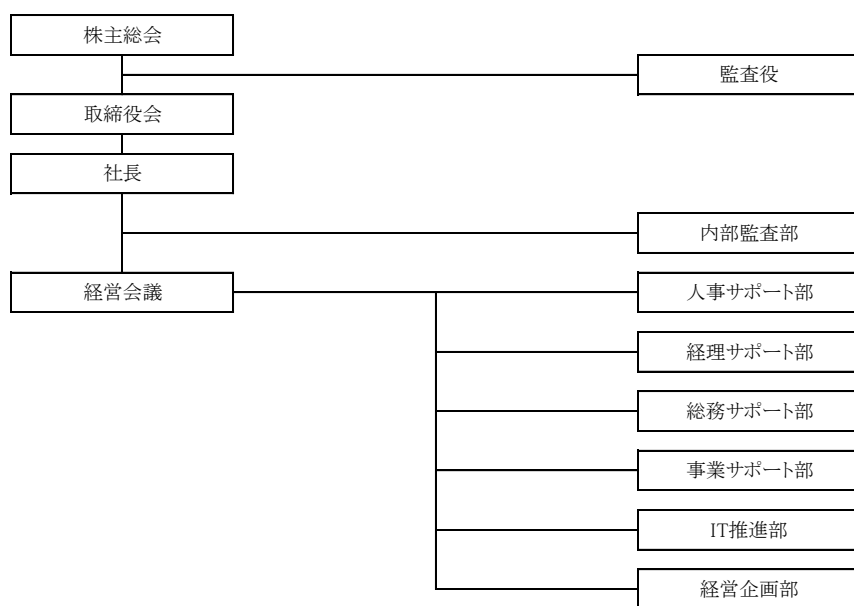 株主総会
監査役
取締役会
社長
内部監査部
経営会議
人事サポート部
経理サポート部
総務サポート部
事業サポート部
IT推進部
経営企画部